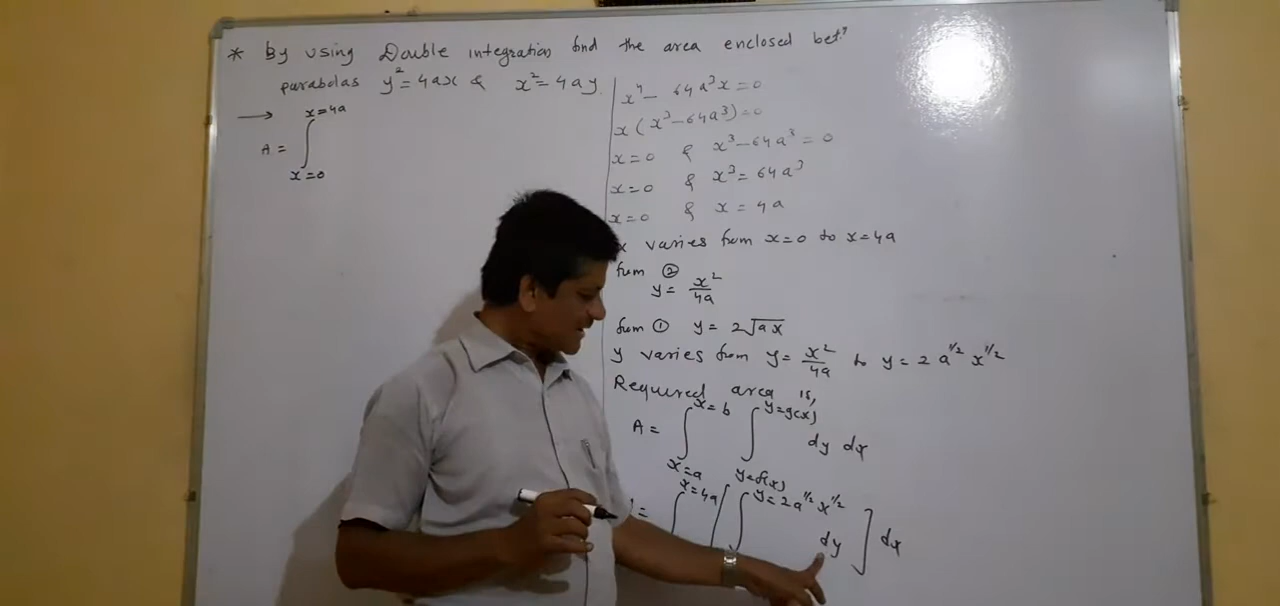 * By using Double integration find the area enclosed betⁿ
parabolas y² = 4ax & x² = 4ay.
→ x=4a
A = ∫
x=0
x⁴ - 64a³x = 0
x(x³-64a³)=0
x=0 & x³-64a³=0
x=0 & x³=64a³
x=0 & x=4a
x varies from x=0 to x=4a
from ②
y = x²/4a
from ① y = 2√ax
y varies from y = x²/4a to y = 2a^1/2 x^1/2
Required area is,
x=b y=g(x)
A = ∫ ∫ dy dx
x=a y=f(x)
x=4a y=2a^1/2 x^1/2
= ∫ [ ∫ dy ] dx